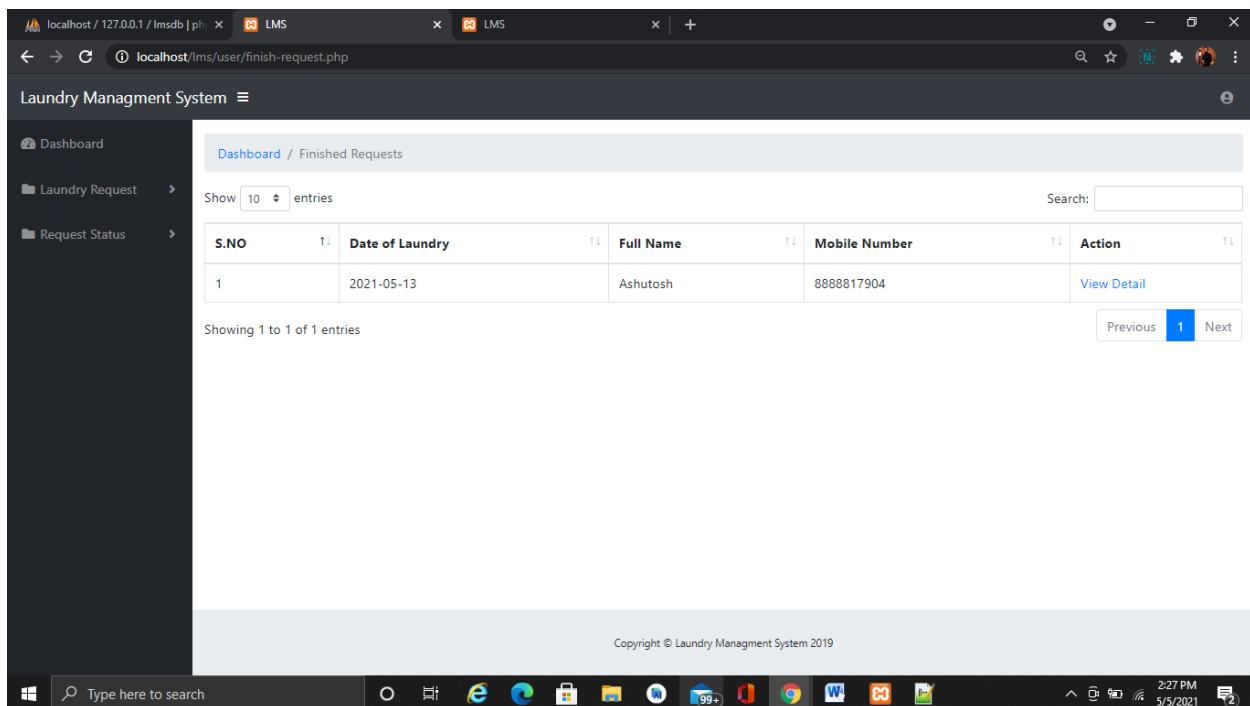 localhost / 127.0.0.1 / lmsdb | ph
LMS
LMS
localhost/lms/user/finish-request.php
Laundry Managment System
Dashboard
Laundry Request
Request Status
Dashboard / Finished Requests
Show 10 entries
Search:
S.NO Date of Laundry Full Name Mobile Number Action
1 2021-05-13 Ashutosh 8888817904 View Detail
Showing 1 to 1 of 1 entries
Previous 1 Next
Copyright © Laundry Managment System 2019
Type here to search
99+
2:27 PM
5/5/2021
2